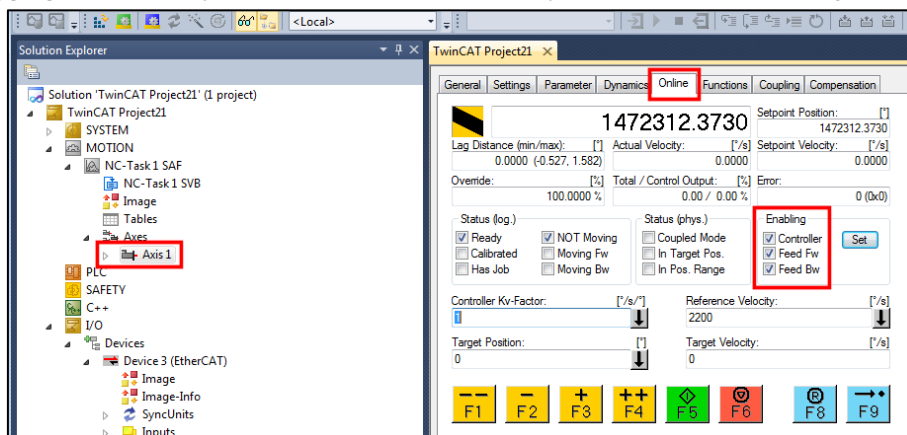 <Local>
Solution Explorer
Solution 'TwinCAT Project21' (1 project)
TwinCAT Project21
SYSTEM
MOTION
NC-Task 1 SAF
NC-Task 1 SVB
Image
Tables
Axes
Axis 1
PLC
SAFETY
C++
I/O
Devices
Device 3 (EtherCAT)
Image
Image-Info
SyncUnits
Inputs
TwinCAT Project21
General Settings Parameter Dynamics Online Functions Coupling Compensation
1472312.3730
Setpoint Position: [°]
1472312.3730
Lag Distance (min/max): [°] Actual Velocity: [°/s] Setpoint Velocity: [°/s]
0.0000 (-0.527, 1.582) 0.0000 0.0000
Override: [%] Total / Control Output: [%] Error:
100.0000 % 0.00 / 0.00 % 0 (0x0)
Status (log.) Status (phys.) Enabling
Ready NOT Moving Coupled Mode Controller Set
Calibrated Moving Fw In Target Pos. Feed Fw
Has Job Moving Bw In Pos. Range Feed Bw
Controller Kv-Factor: [°/s/°] Reference Velocity: [°/s]
1 2200
Target Position: [°] Target Velocity: [°/s]
0 0
F1 F2 F3 F4 F5 F6 F8 F9